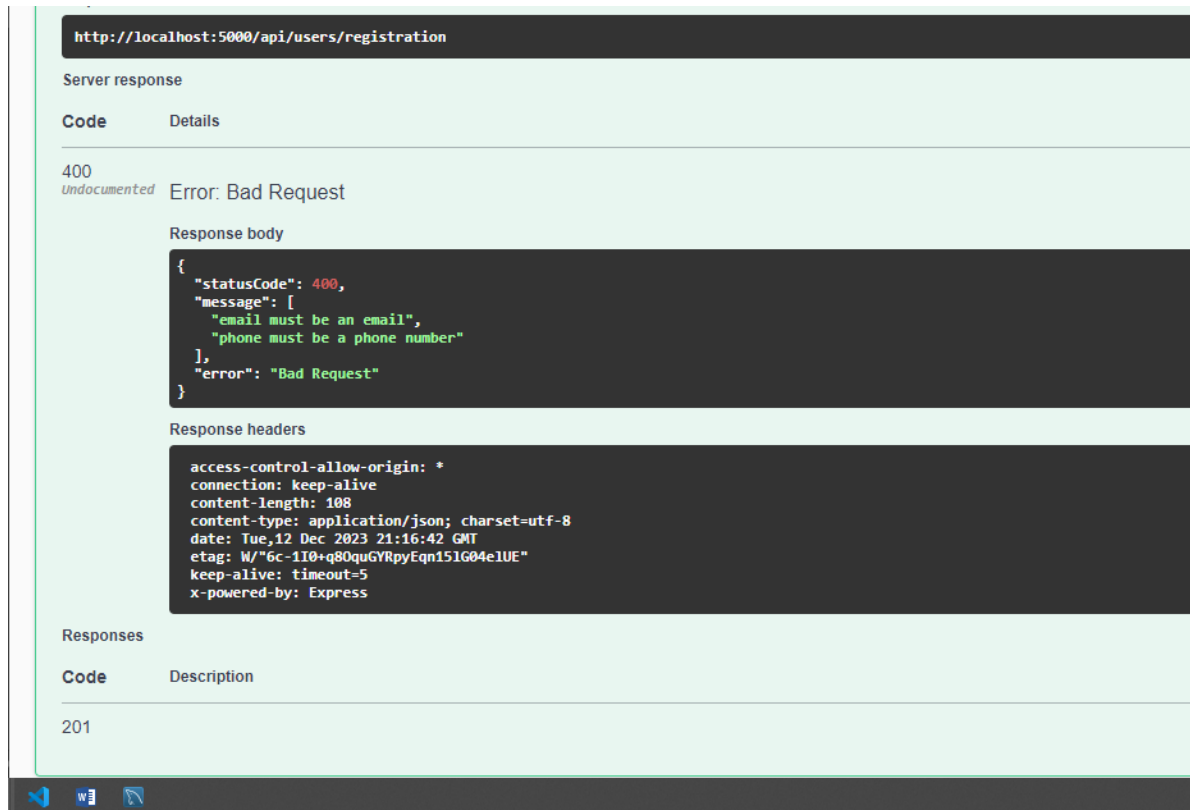 http://localhost:5000/api/users/registration
Server response
Code Details
400
Undocumented
Error: Bad Request
Response body
{
"statusCode": 400,
"message": [
"email must be an email",
"phone must be a phone number"
],
"error": "Bad Request"
}
Response headers
access-control-allow-origin: *
connection: keep-alive
content-length: 108
content-type: application/json; charset=utf-8
date: Tue,12 Dec 2023 21:16:42 GMT
etag: W/"6c-1I0+q8OquGYRpyEqn15lG04elUE"
keep-alive: timeout=5
x-powered-by: Express
Responses
Code Description
201
W